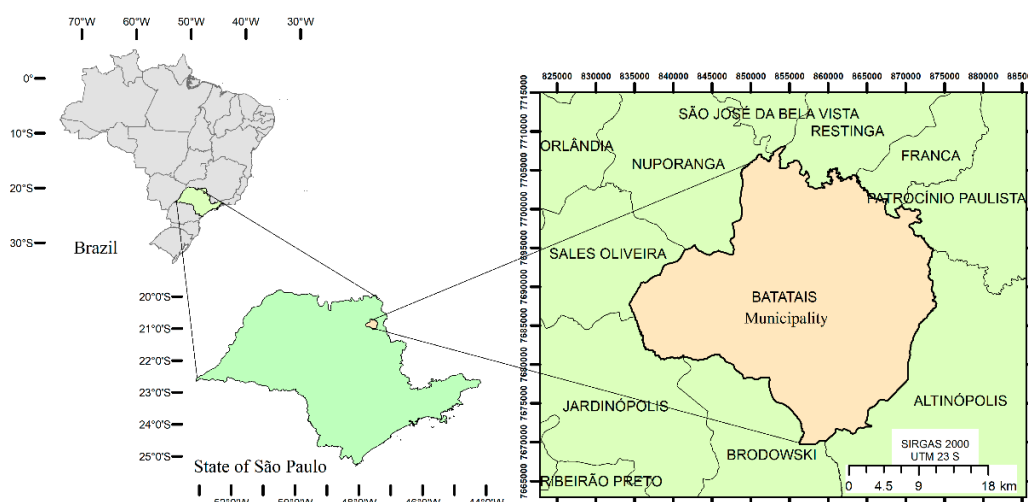 70°W 60°W 50°W 40°W 30°W
0°
10°S
20°S
30°S
Brazil
20°0'S
21°0'S
22°0'S
23°0'S
24°0'S
25°0'S
State of São Paulo
825000 830000 835000 840000 845000 850000 855000 860000 865000 870000 875000 880000
7715000
7710000
7705000
7700000
7695000
7690000
7685000
7680000
7675000
7670000
7665000
SÃO JOSÉ DA BELA VISTA
RESTINGA
ORLÂNDIA
NUPORANGA
FRANCA
PATROCÍNIO PAULISTA
SALES OLIVEIRA
BATATAIS
Municipality
JARDINÓPOLIS
ALTINÓPOLIS
BRODOWSKI
RIBEIRÃO PRETO
SIRGAS 2000
UTM 23 S
0 4.5 9 18 km